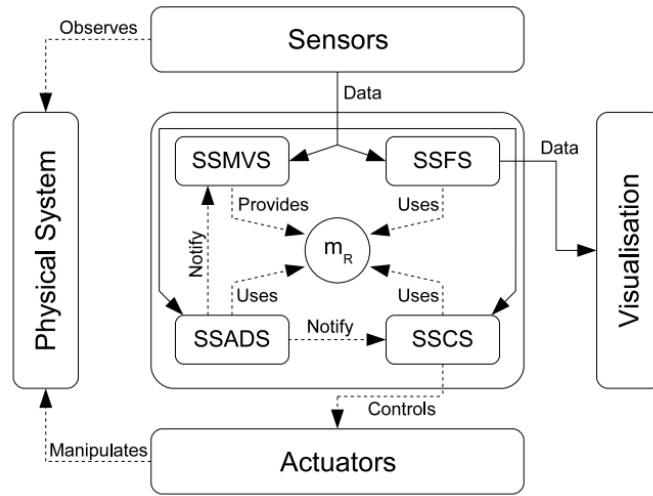 Observes
Sensors
Data
SSMVS
SSFS
Data
Provides
Uses
Physical System
Notify
m_R
Visualisation
Uses
Uses
SSADS
Notify
SSCS
Controls
Manipulates
Actuators